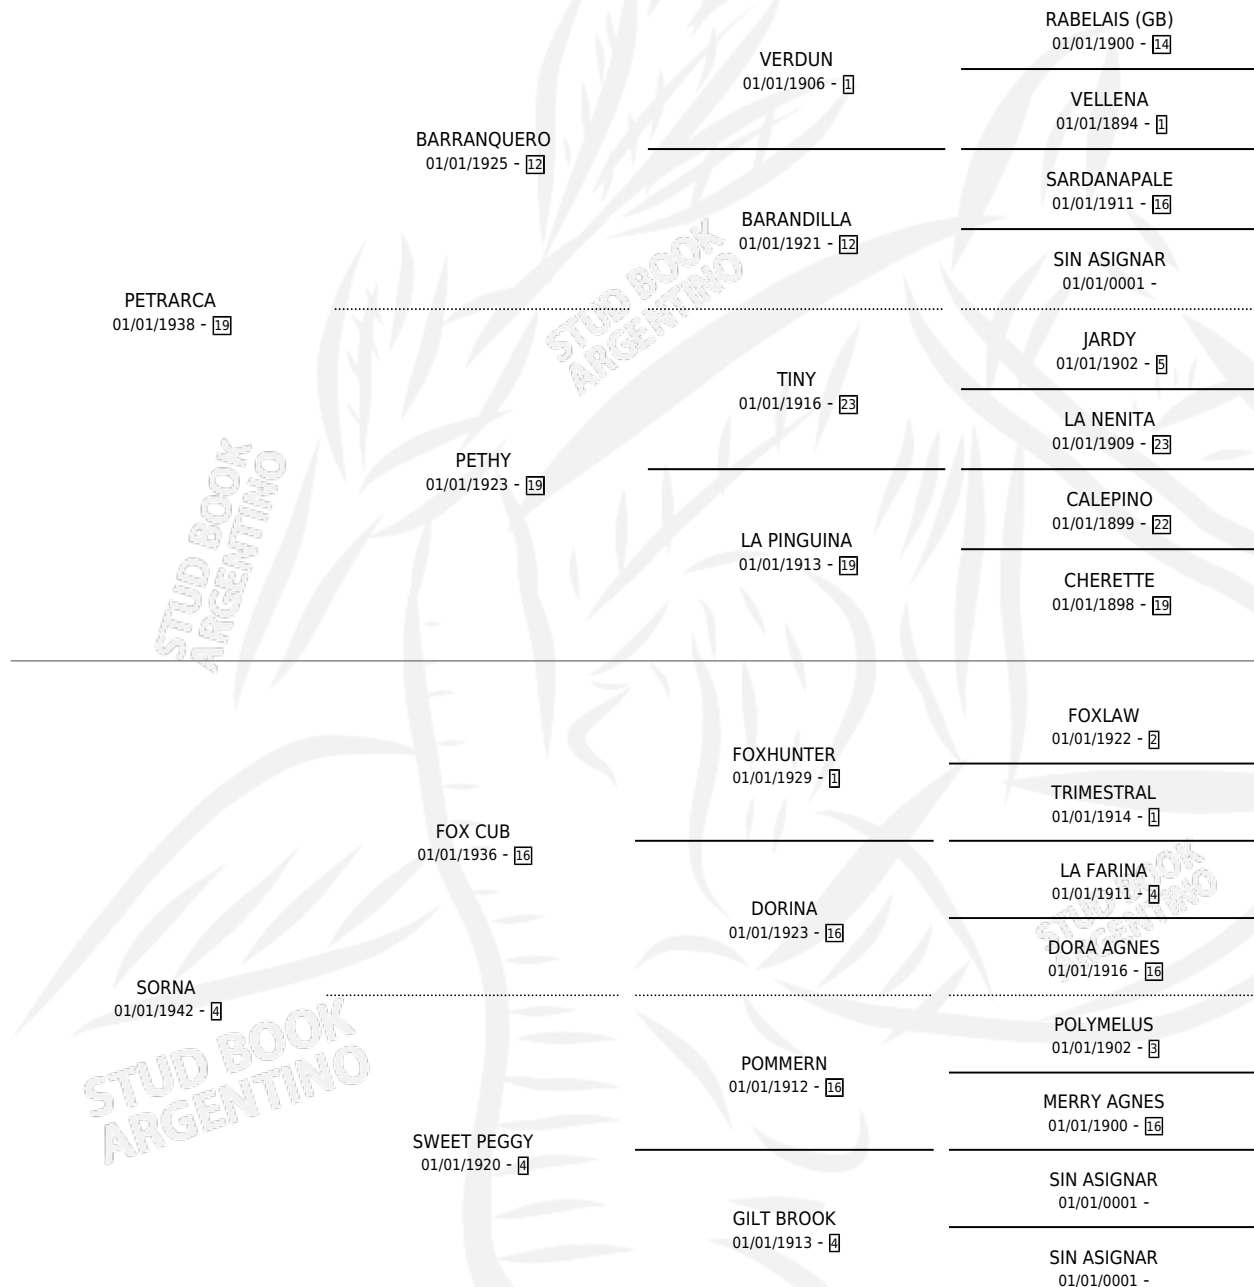 RABELAIS (GB)
01/01/1900 - 14
VERDUN
01/01/1906 - 1
VELLENA
01/01/1894 - 1
BARRANQUERO
01/01/1925 - 12
SARDANAPALE
01/01/1911 - 16
BARANDILLA
01/01/1921 - 12
SIN ASIGNAR
01/01/0001 -
PETRARCA
01/01/1938 - 19
STUD BOOK
ARGENTINO
JARDY
01/01/1902 - 5
TINY
01/01/1916 - 23
LA NENITA
01/01/1909 - 23
PETHY
01/01/1923 - 19
CALEPINO
01/01/1899 - 22
LA PINGUINA
01/01/1913 - 19
CHERETTE
01/01/1898 - 19
STUD BOOK
ARGENTINO
FOXLAW
01/01/1922 - 2
FOXHUNTER
01/01/1929 - 1
TRIMESTRAL
01/01/1914 - 1
FOX CUB
01/01/1936 - 16
LA FARINA
01/01/1911 - 4
DORINA
01/01/1923 - 16
STUD BOOK
ARGENTINO
DORA AGNES
01/01/1916 - 16
SORNA
01/01/1942 - 4
POLYMELUS
01/01/1902 - 3
POMMERN
01/01/1912 - 16
MERRY AGNES
01/01/1900 - 16
STUD BOOK
ARGENTINO
SWEET PEGGY
01/01/1920 - 4
SIN ASIGNAR
01/01/0001 -
GILT BROOK
01/01/1913 - 4
SIN ASIGNAR
01/01/0001 -